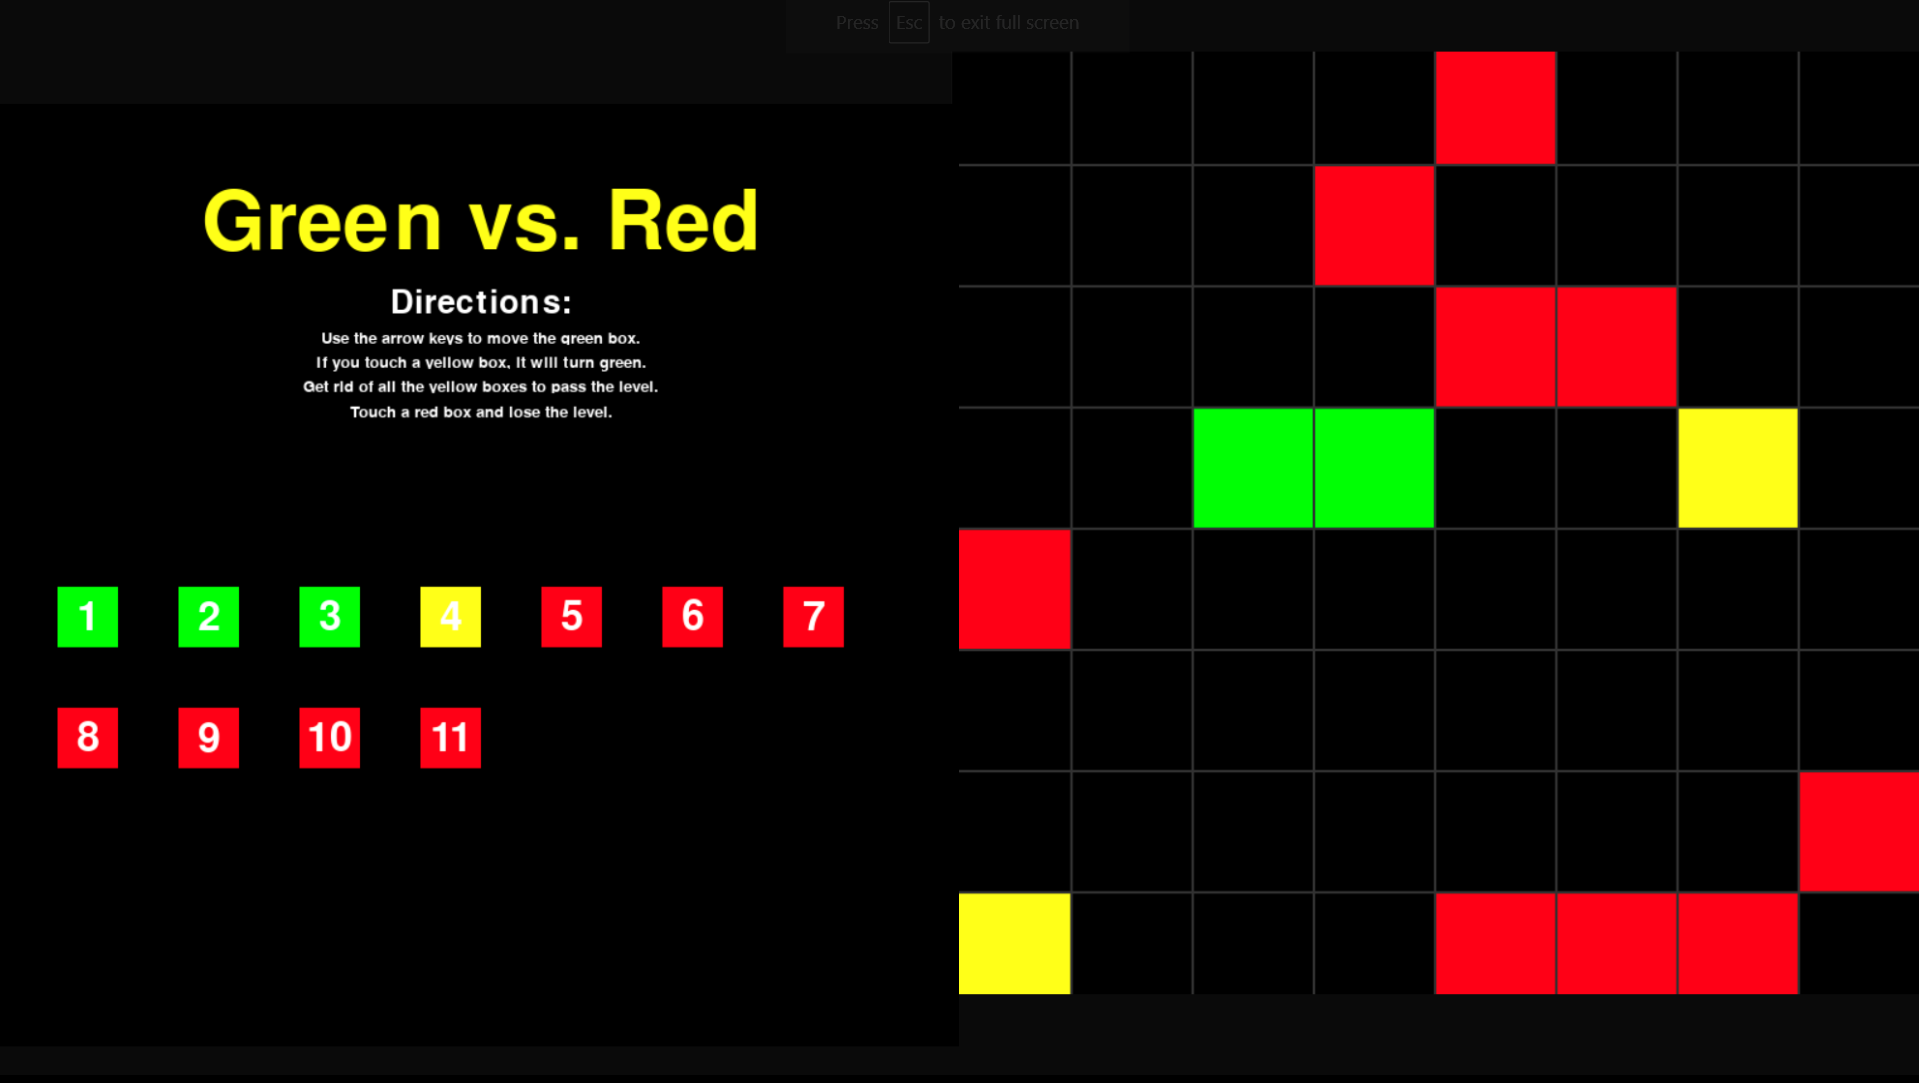 Press Esc to exit full screen
Green vs. Red
Directions:
Use the arrow keys to move the green box.
If you touch a yellow box, it will turn green.
Get rid of all the yellow boxes to pass the level.
Touch a red box and lose the level.
1 2 3 4 5 6 7
8 9 10 11